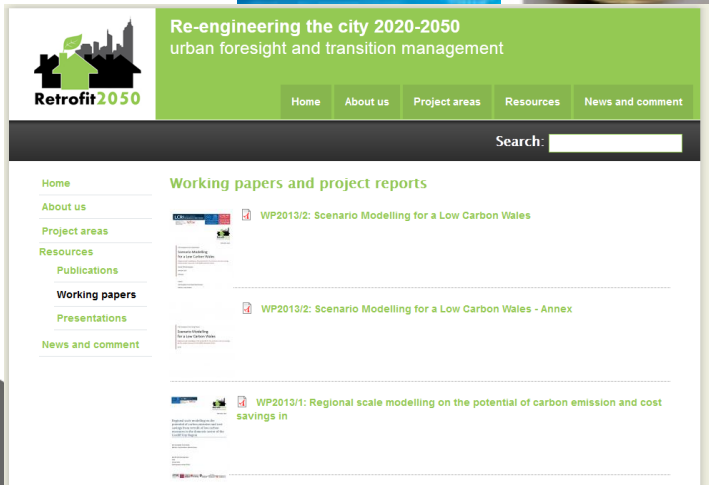 Re-engineering the city 2020-2050
urban foresight and transition management
Retrofit2050
Home
About us
Project areas
Resources
News and comment
Search:
Home
About us
Project areas
Resources
Publications
Working papers
Presentations
News and comment
Working papers and project reports
WP2013/2: Scenario Modelling for a Low Carbon Wales
Scenario Modelling
for a Low Carbon Wales
WP2013/2: Scenario Modelling for a Low Carbon Wales - Annex
Scenario Modelling
for a Low Carbon Wales
WP2013/1: Regional scale modelling on the potential of carbon emission and cost
savings in